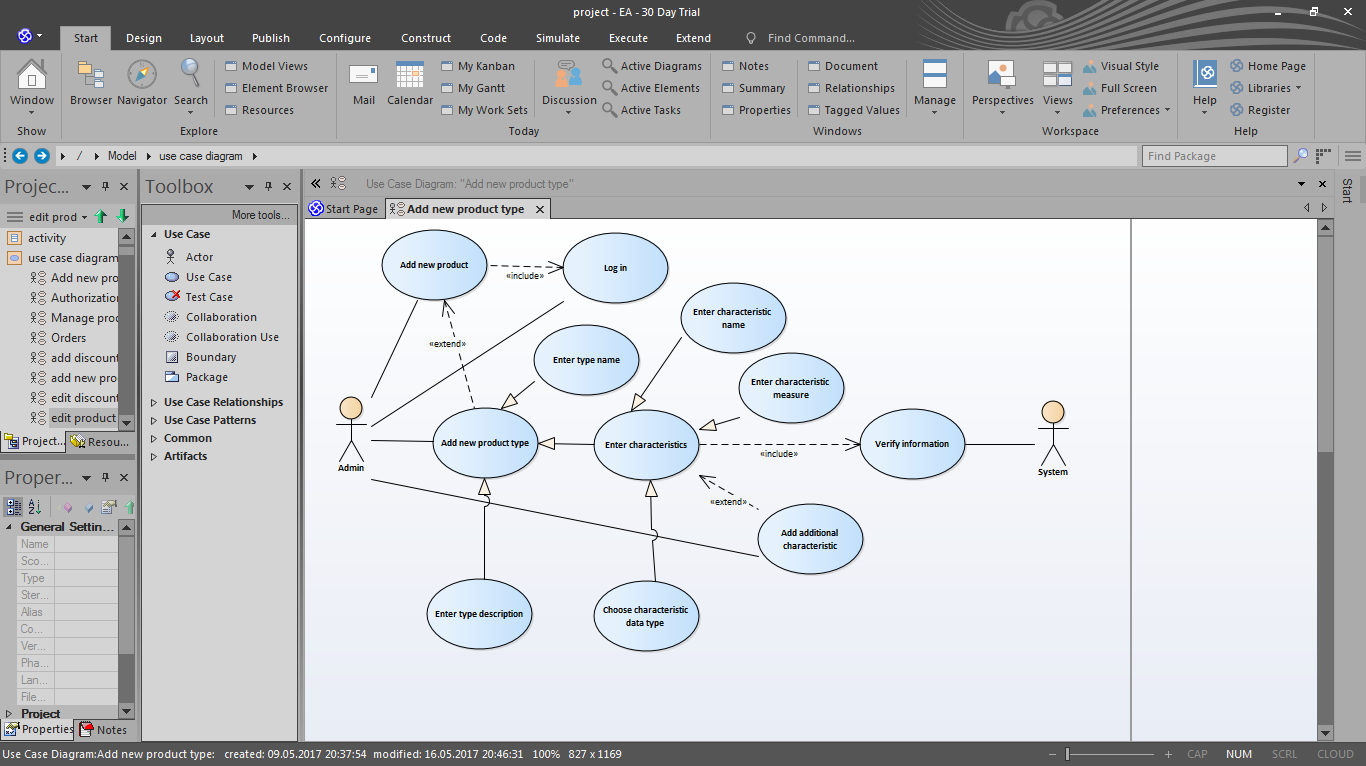 project - EA - 30 Day Trial
Start Design Layout Publish Configure Construct Code Simulate Execute Extend Find Command...
Window Browser Navigator Search Model Views Element Browser Resources
Mail Calendar My Kanban My Gantt My Work Sets Discussion Active Diagrams Active Elements Active Tasks
Notes Summary Properties Document Relationships Tagged Values Manage
Perspectives Views Visual Style Full Screen Preferences Help Home Page Libraries Register
Show Explore Today Windows Workspace Help
/ Model use case diagram Find Package
Projec...
edit prod
activity
use case diagram
Add new pro
Authorization
Manage prod
Orders
add discount
add new pro
edit discount
edit product
Project... Resou...
Proper...
General Settin...
Name
Sco...
Type
Ster...
Alias
Co...
Ver...
Pha...
Lan...
File...
Project
Properties Notes
Toolbox
More tools...
Use Case
Actor
Use Case
Test Case
Collaboration
Collaboration Use
Boundary
Package
Use Case Relationships
Use Case Patterns
Common
Artifacts
Use Case Diagram: "Add new product type"
Start Page Add new product type
Start
Add new product
«include»
Log in
Enter characteristic
name
«extend»
Enter type name
Enter characteristic
measure
Admin
Add new product type
Enter characteristics
«include»
Verify information
System
«extend»
Add additional
characteristic
Enter type description
Choose characteristic
data type
Use Case Diagram:Add new product type: created: 09.05.2017 20:37:54 modified: 16.05.2017 20:46:31 100% 827 x 1169
CAP NUM SCRL CLOUD